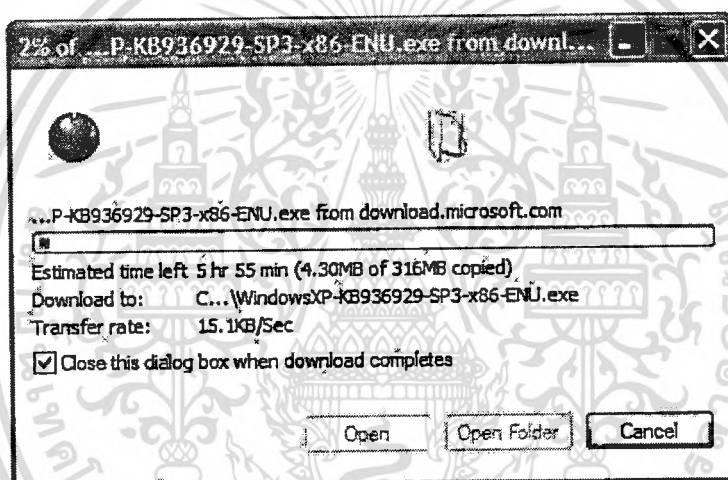 2% of ...P-KB936929-SP3-x86-ENU.exe from downl...
...P-KB936929-SP3-x86-ENU.exe from download.microsoft.com
Estimated time left 5 hr 55 min (4.30MB of 316MB copied)
Download to: C...\WindowsXP-KB936929-SP3-x86-ENU.exe
Transfer rate: 15.1KB/Sec
Close this dialog box when download completes
Open Open Folder Cancel